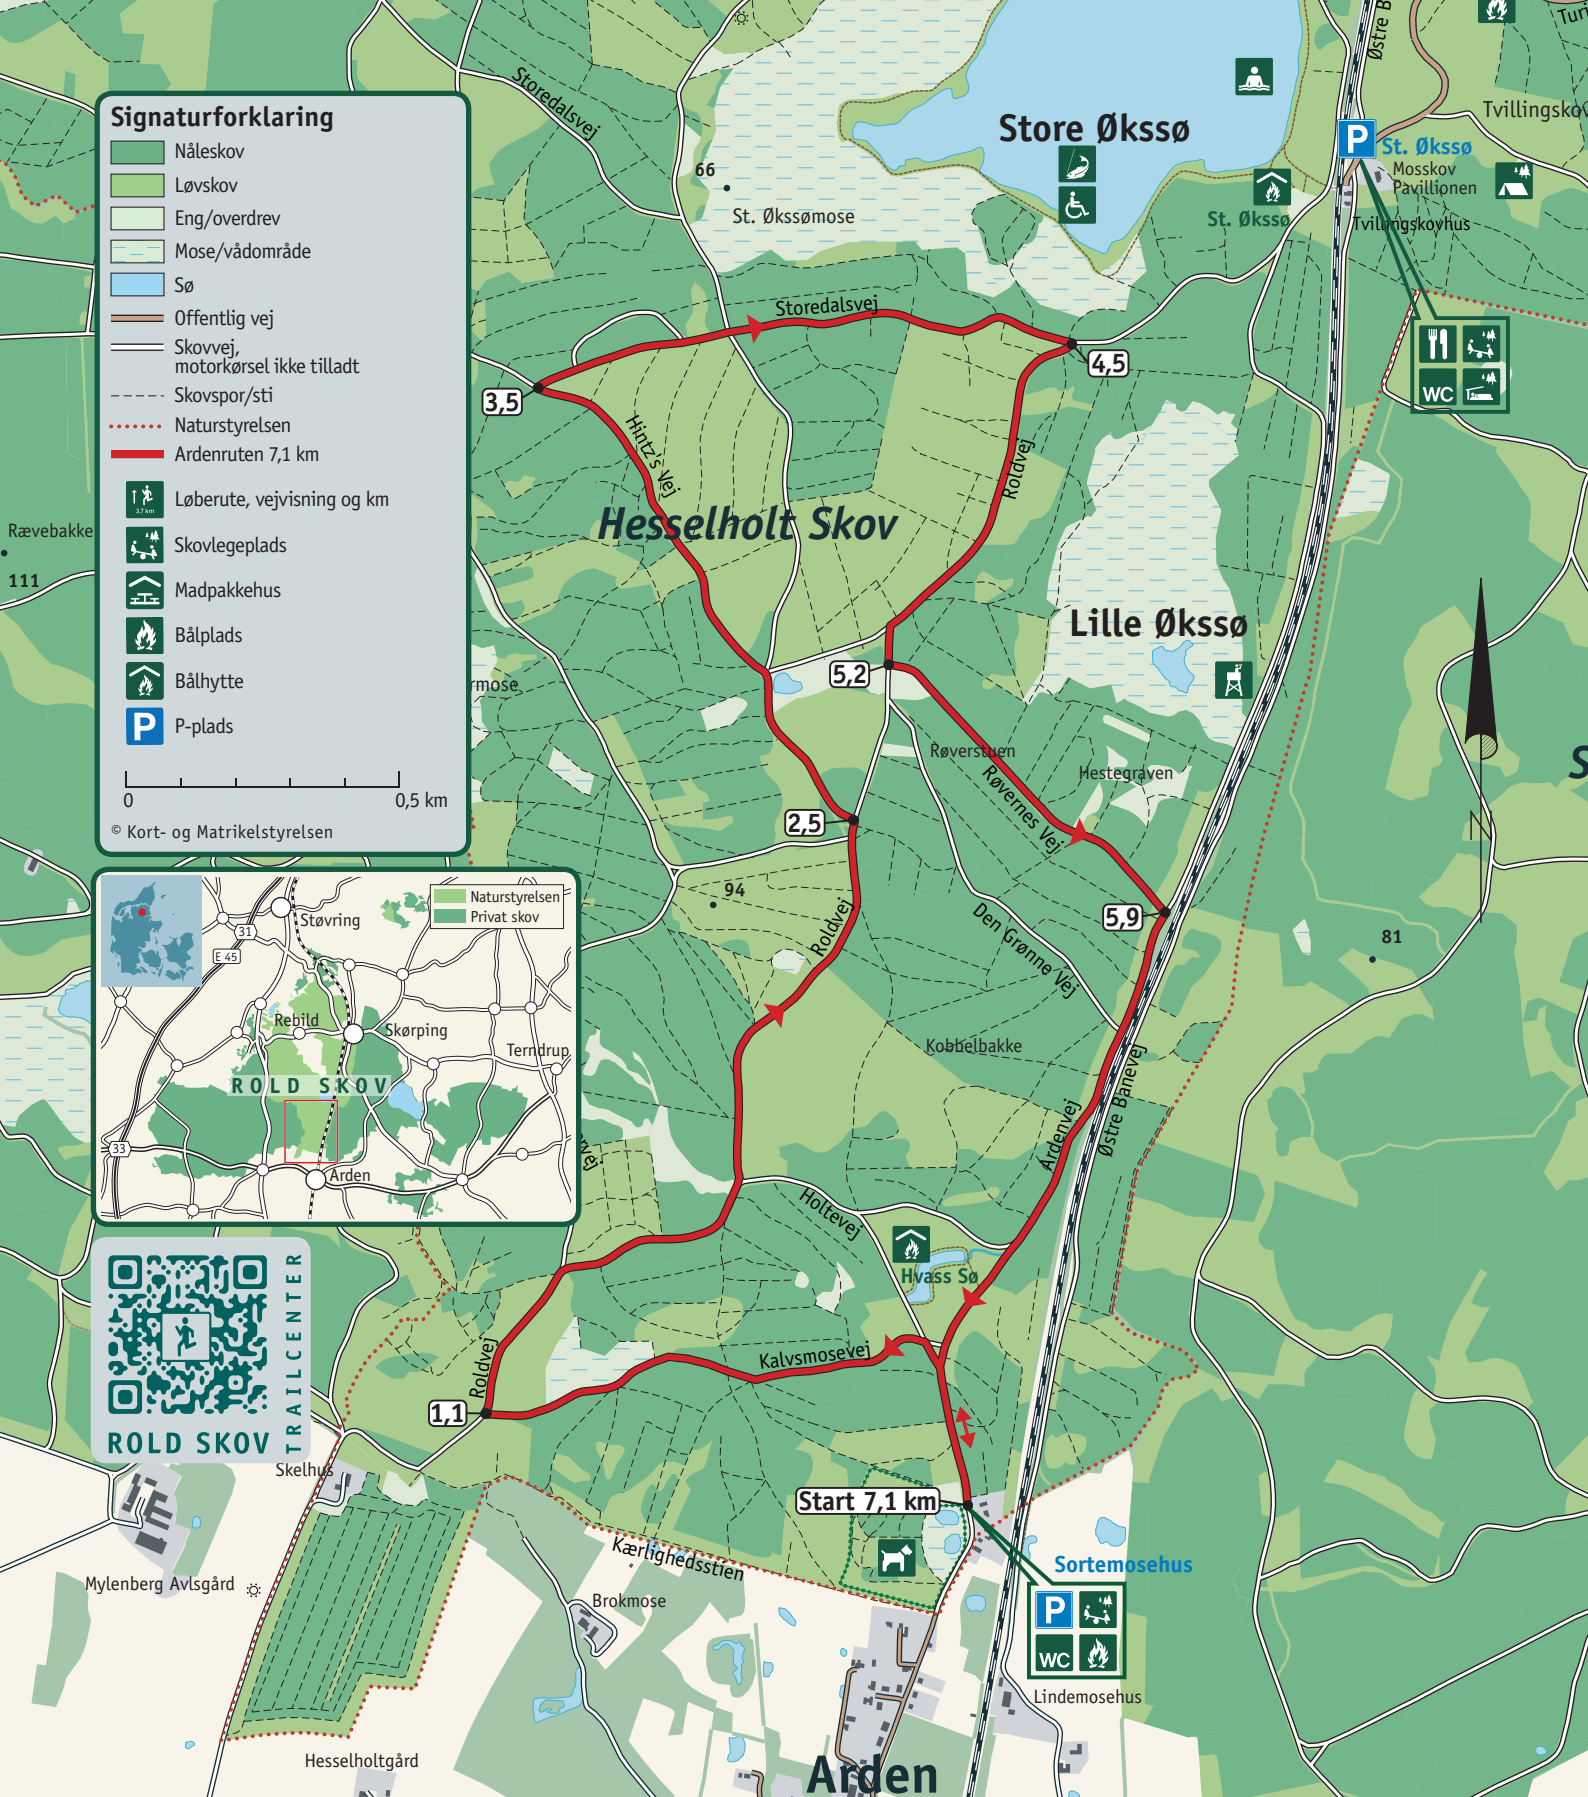 Signaturforklaring
Nåleskov
Løvskov
Eng/overdrev
Mose/vådområde
Sø
Offentlig vej
Skovvej,
motorkørsel ikke tilladt
Skovspor/sti
Naturstyrelsen
Ardenruten 7,1 km
3,7 km
Løberute, vejvisning og km
Skovlegeplads
Madpakkehus
Bålplads
Bålhytte
P
P-plads
0
0,5 km
© Kort- og Matrikelstyrelsen
Storedalsvej
66
St. Økssømose
Store Økssø
St. Økssø
P
St. Økssø
Mosskov
Pavillionen
Tvillingskovhus
Tvillingskov
Turi
Østre B
WC
Storedalsvej
3,5
4,5
Hintz's Vej
Roldvej
Hesselholt Skov
Rævebakke
111
Lille Økssø
rmose
5,2
Røverstuen
Hestegraven
Røvernes Vej
2,5
94
5,9
Den Grønne Vej
Roldvej
81
N
S
Kobbelbakke
Ardenvej
Østre Banevej
Naturstyrelsen
Privat skov
Støvring
31
E 45
Rebild
Skørping
Terndrup
ROLD SKOV
33
Arden
vej
Holtevej
Hvass Sø
Kalvsmosevej
Roldvej
1,1
TRAILCENTER
ROLD SKOV
Skelhus
Start 7,1 km
Kærlighedsstien
Sortemosehus
P
WC
Mylenberg Avlsgård
Brokmose
Lindemosehus
Hesselholtgård
Arden